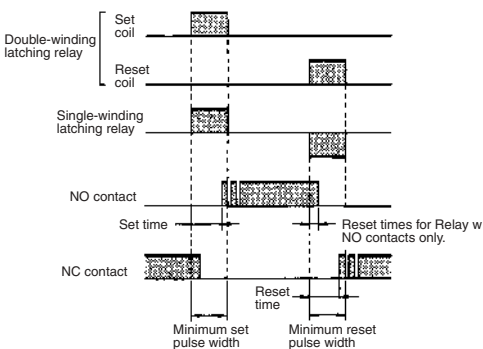 Set
coil
Double-winding
latching relay
Reset
coil
Single-winding
latching relay
NO contact
Set time
Reset times for Relay w
NO contacts only.
NC contact
Reset
time
Minimum set
pulse width
Minimum reset
pulse width